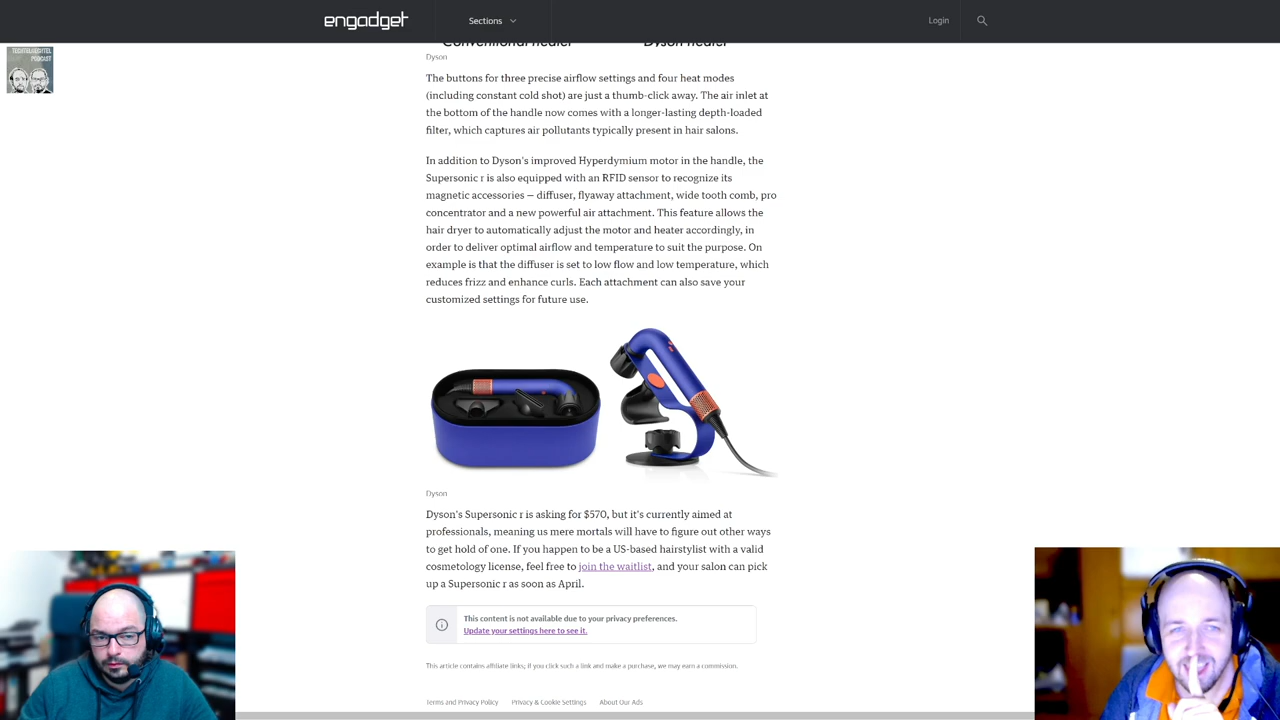 engadget
Sections
Login
TECHTELMECHTEL
PODCAST
Conventional heater
Dyson heater
Dyson
The buttons for three precise airflow settings and four heat modes
(including constant cold shot) are just a thumb-click away. The air inlet at
the bottom of the handle now comes with a longer-lasting depth-loaded
filter, which captures air pollutants typically present in hair salons.
In addition to Dyson's improved Hyperdymium motor in the handle, the
Supersonic r is also equipped with an RFID sensor to recognize its
magnetic accessories — diffuser, flyaway attachment, wide tooth comb, pro
concentrator and a new powerful air attachment. This feature allows the
hair dryer to automatically adjust the motor and heater accordingly, in
order to deliver optimal airflow and temperature to suit the purpose. On
example is that the diffuser is set to low flow and low temperature, which
reduces frizz and enhance curls. Each attachment can also save your
customized settings for future use.
Dyson
Dyson's Supersonic r is asking for $570, but it's currently aimed at
professionals, meaning us mere mortals will have to figure out other ways
to get hold of one. If you happen to be a US-based hairstylist with a valid
cosmetology license, feel free to join the waitlist, and your salon can pick
up a Supersonic r as soon as April.
This content is not available due to your privacy preferences.
Update your settings here to see it.
This article contains affiliate links; if you click such a link and make a purchase, we may earn a commission.
Terms and Privacy Policy
Privacy & Cookie Settings
About Our Ads